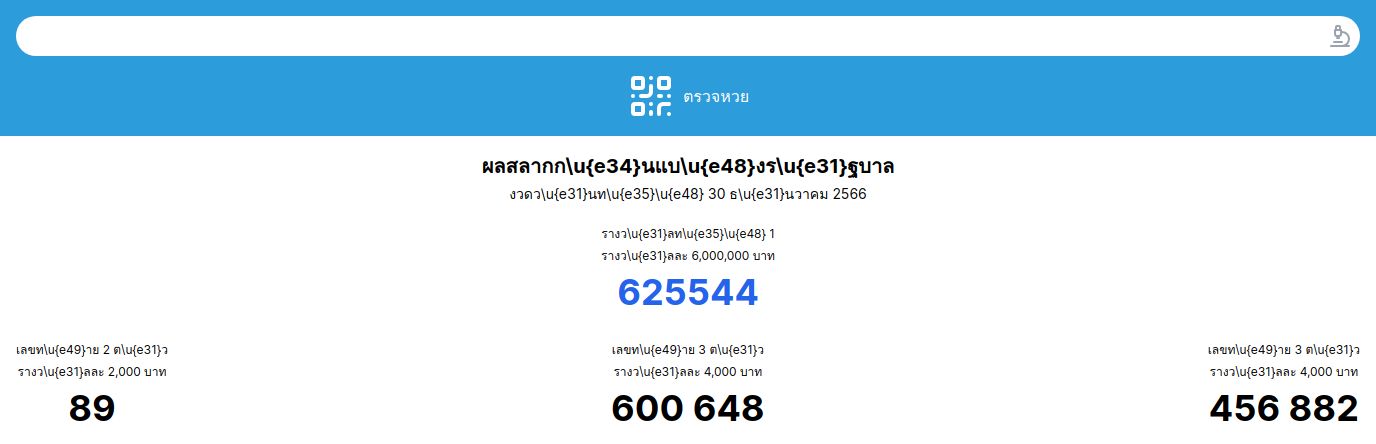 ตรวจหวย
ผลสลากก\u{e34}นแบ\u{e48}งร\u{e31}ฐบาล
งวดว\u{e31}นท\u{e35}\u{e48} 30 ธ\u{e31}นวาคม 2566
รางว\u{e31}ลท\u{e35}\u{e48} 1
รางว\u{e31}ลละ 6,000,000 บาท
625544
เลขท\u{e49}าย 2 ต\u{e31}ว
รางว\u{e31}ลละ 2,000 บาท
89
เลขท\u{e49}าย 3 ต\u{e31}ว
รางว\u{e31}ลละ 4,000 บาท
600 648
เลขท\u{e49}าย 3 ต\u{e31}ว
รางว\u{e31}ลละ 4,000 บาท
456 882